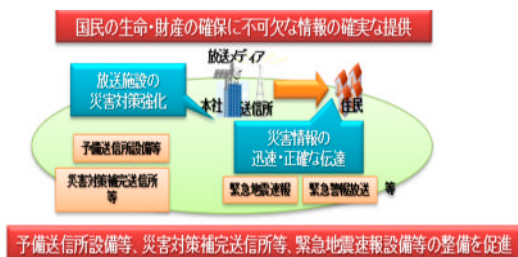 国民の生命・財産の確保に不可欠な情報の確実な提供
放送メディア
放送施設の
災害対策強化
本社
送信所
住民
災害情報の
迅速・正確な伝達
予備送信所設備等
災害対策補完送信所
等
緊急地震速報
緊急警報放送
等
予備送信所設備等、災害対策補完送信所等、緊急地震速報設備等の整備を促進